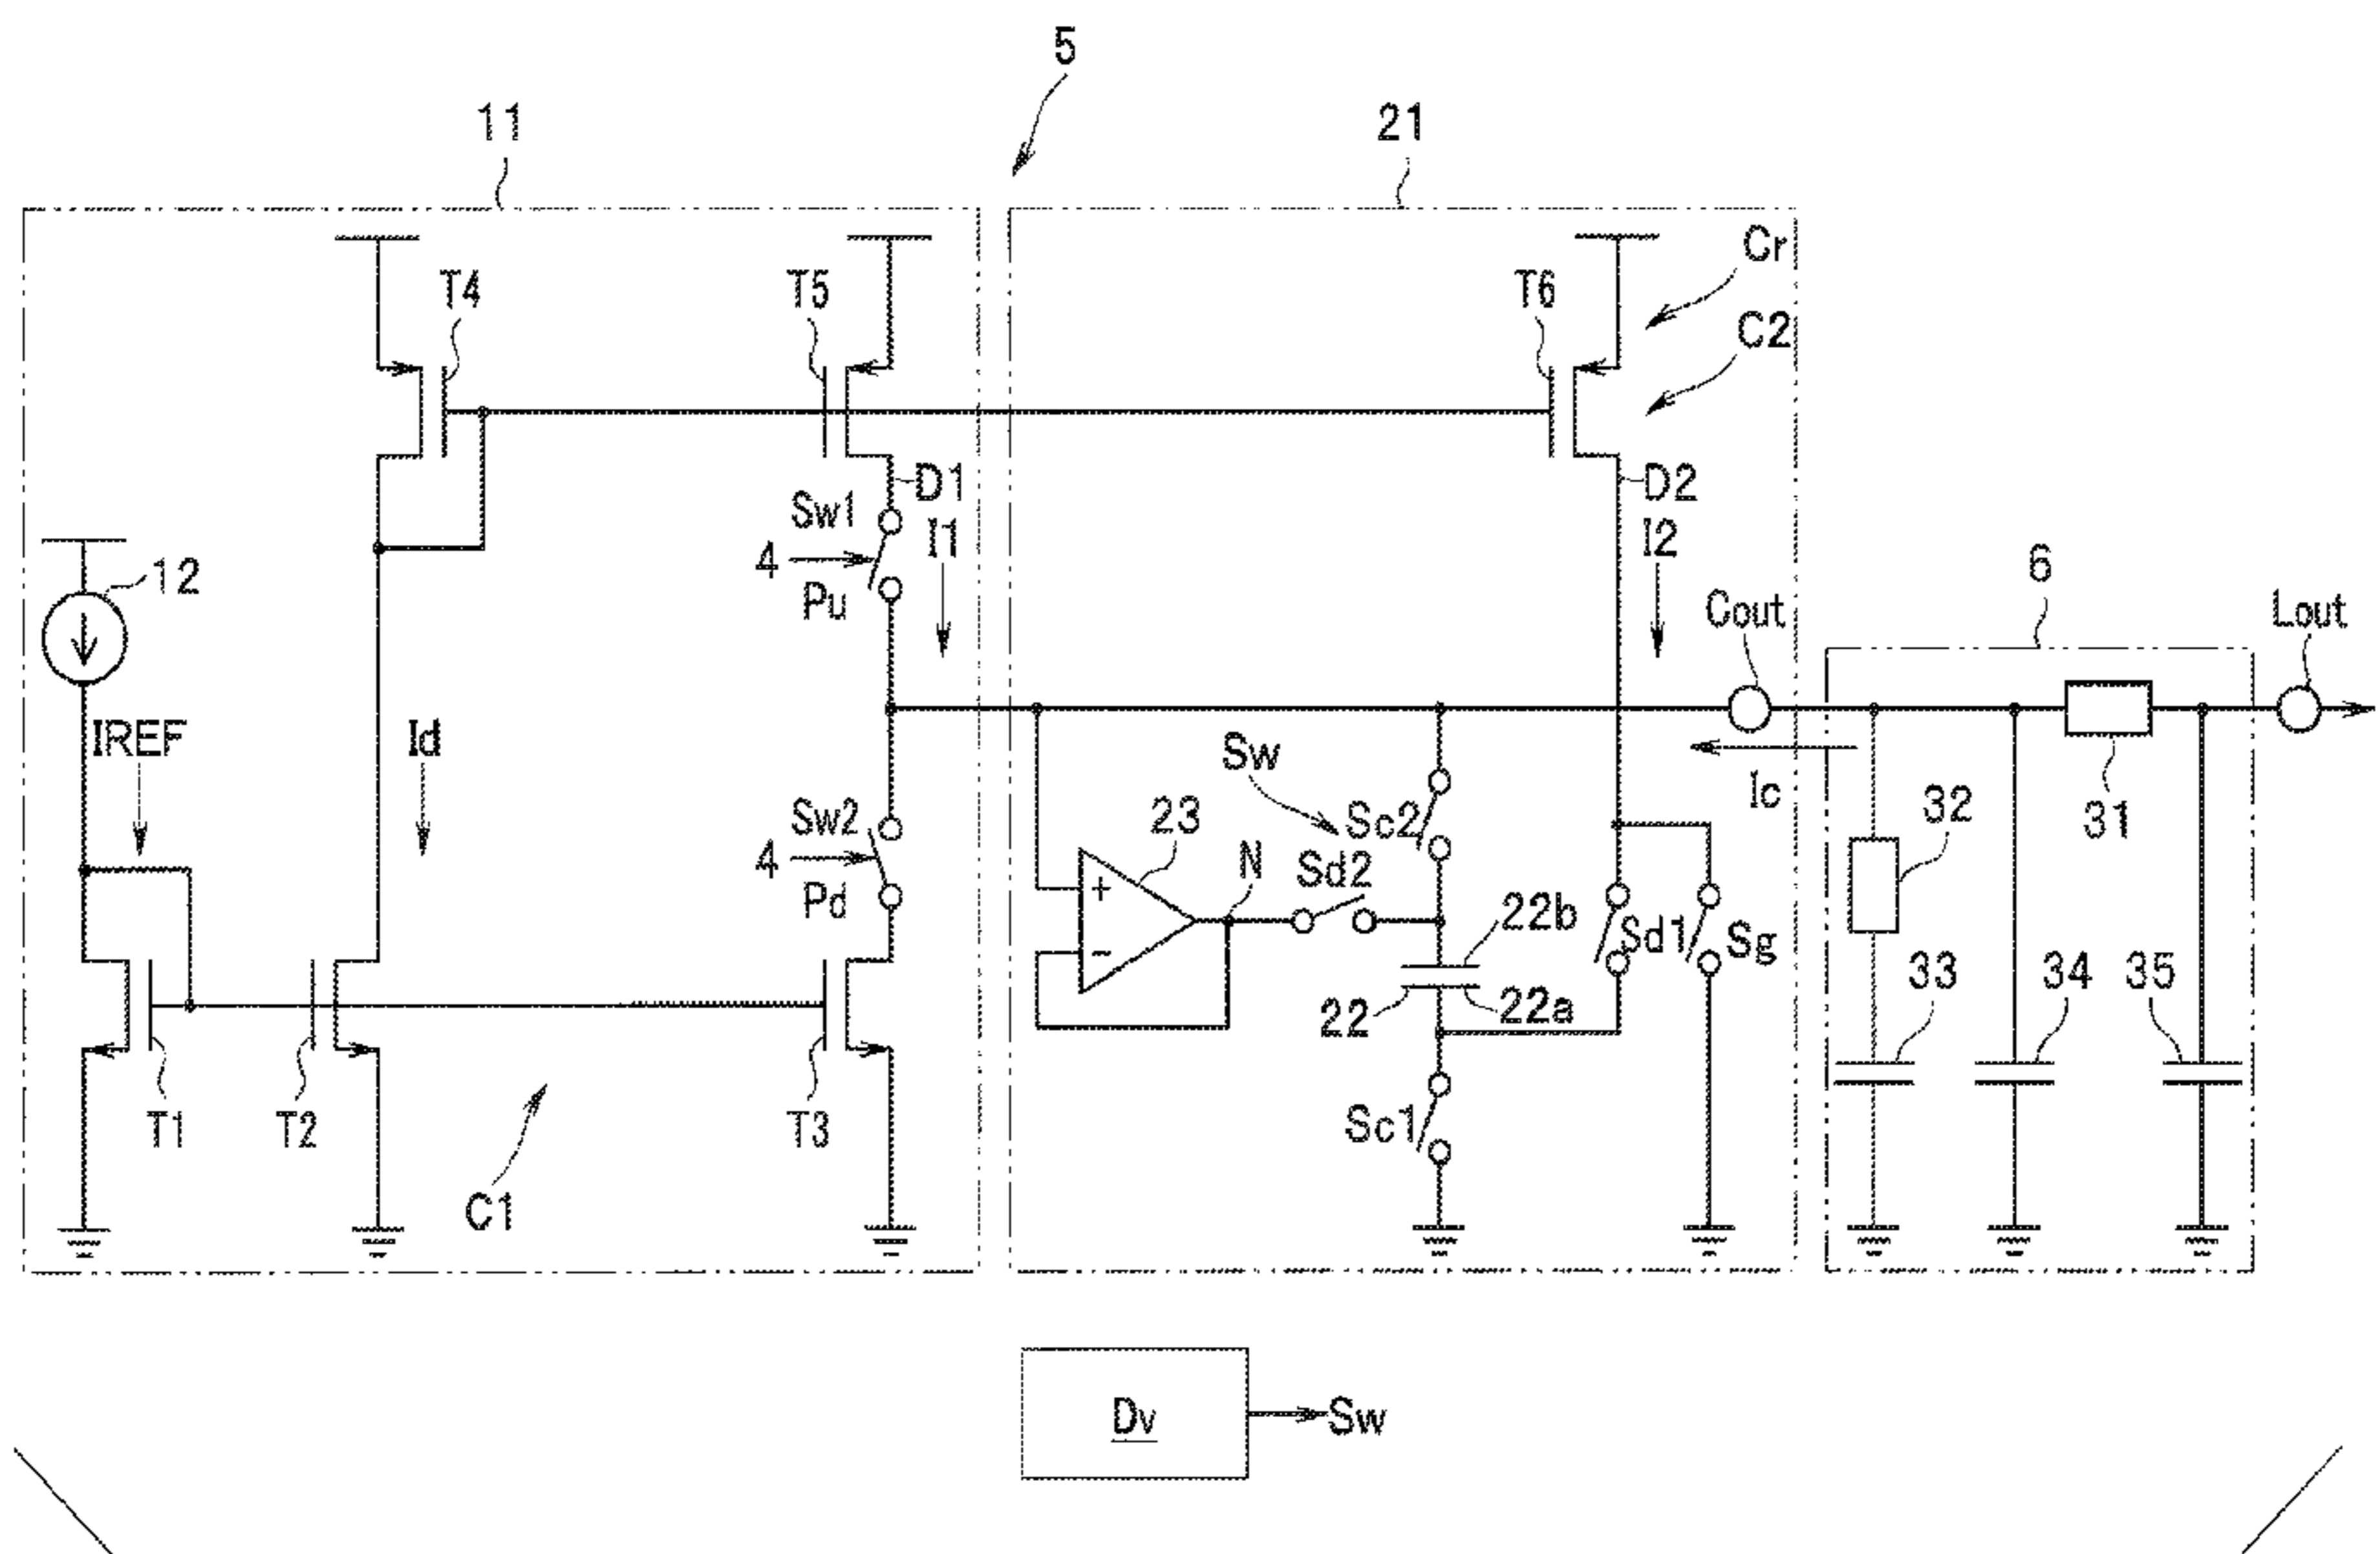 5
11
21
T4
T5
T6
Cr
C2
D1
D2
Sw1
4
Pu
I1
I2
12
6
Cout
Lout
IREF
Id
Sw
Ic
31
Sw2
4
Pd
23
N
Sc2
Sd2
32
22b
Sd1
Sg
22
22a
33
34
35
T1
T2
C1
T3
Sc1
+
−
Dv
Sw